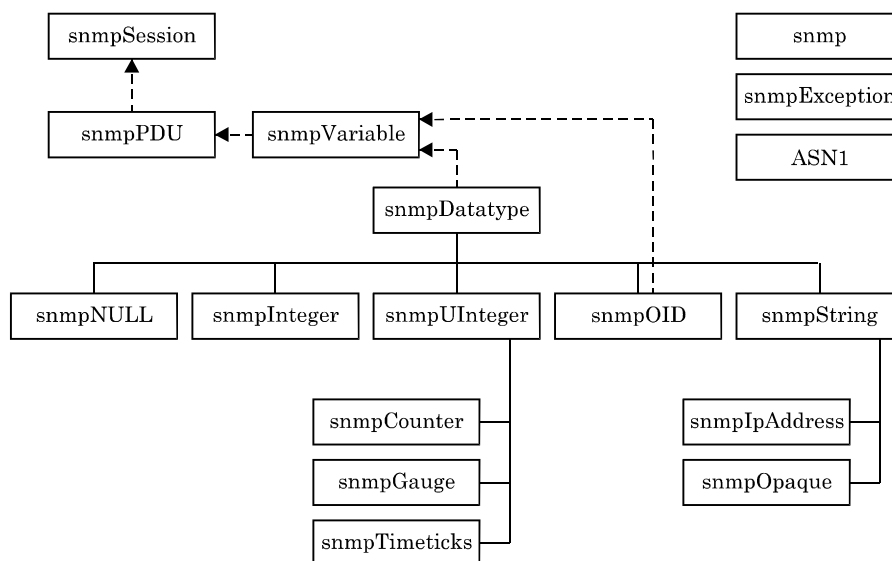 snmpSession
snmp
snmpException
snmpPDU
snmpVariable
ASN1
snmpDatatype
snmpNULL
snmpInteger
snmpUInteger
snmpOID
snmpString
snmpCounter
snmpIpAddress
snmpGauge
snmpOpaque
snmpTimeticks